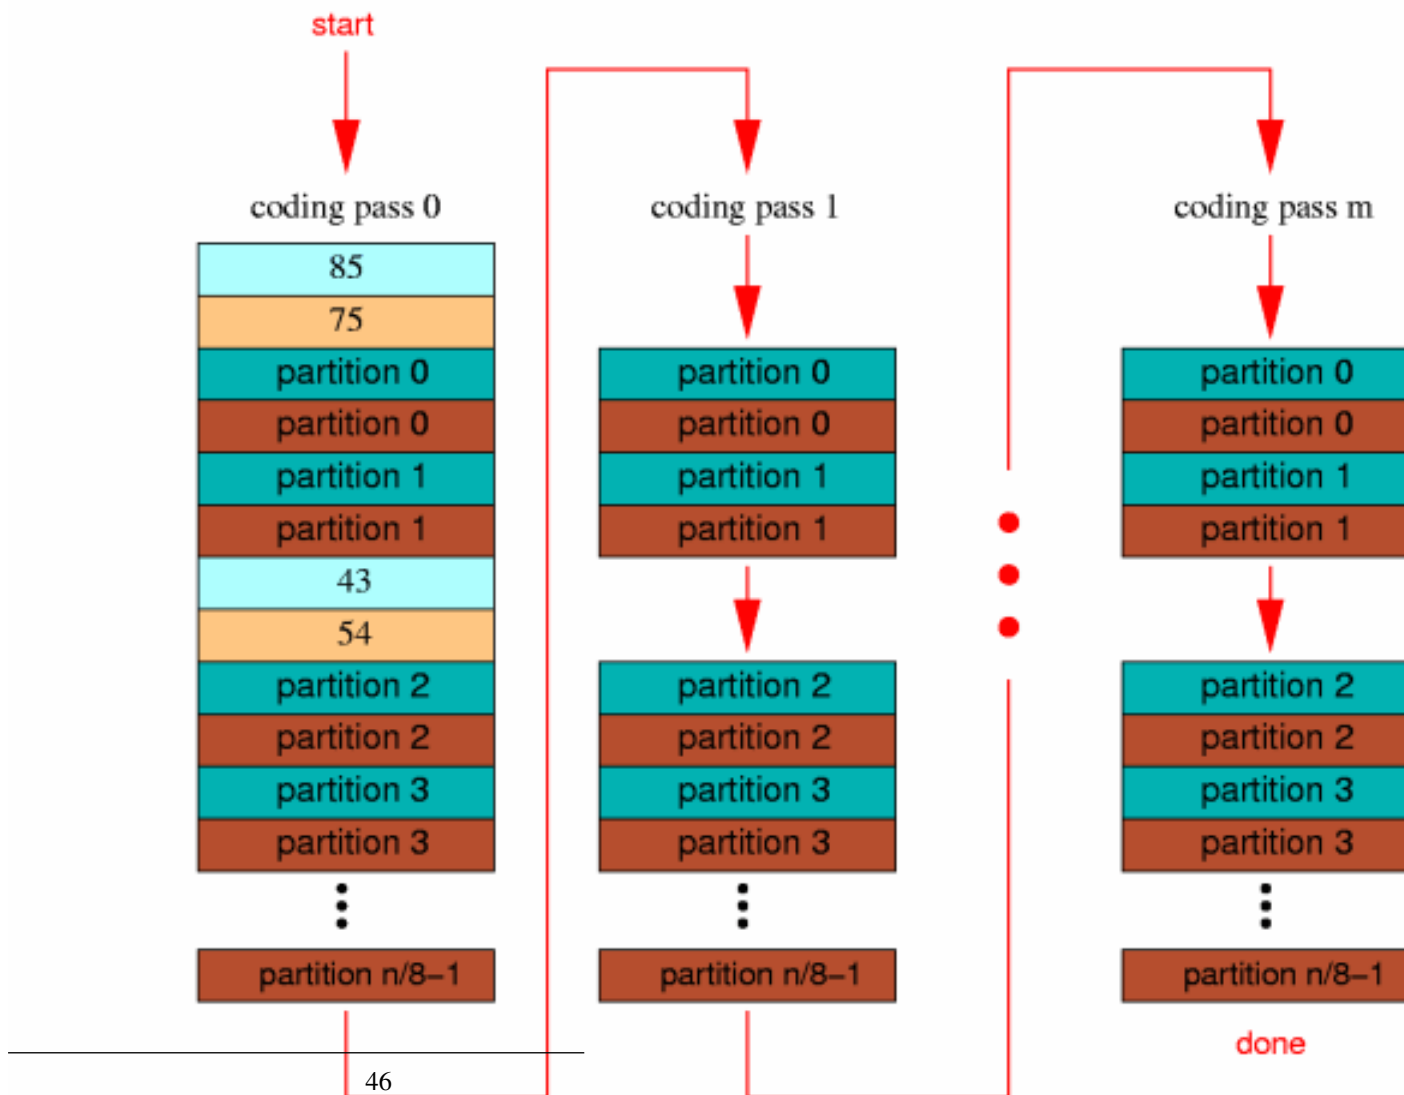 start
coding pass 0
85
75
partition 0
partition 0
partition 1
partition 1
43
54
partition 2
partition 2
partition 3
partition 3
partition n/8−1
46
coding pass 1
partition 0
partition 0
partition 1
partition 1
partition 2
partition 2
partition 3
partition 3
partition n/8−1
coding pass m
partition 0
partition 0
partition 1
partition 1
partition 2
partition 2
partition 3
partition 3
partition n/8−1
done